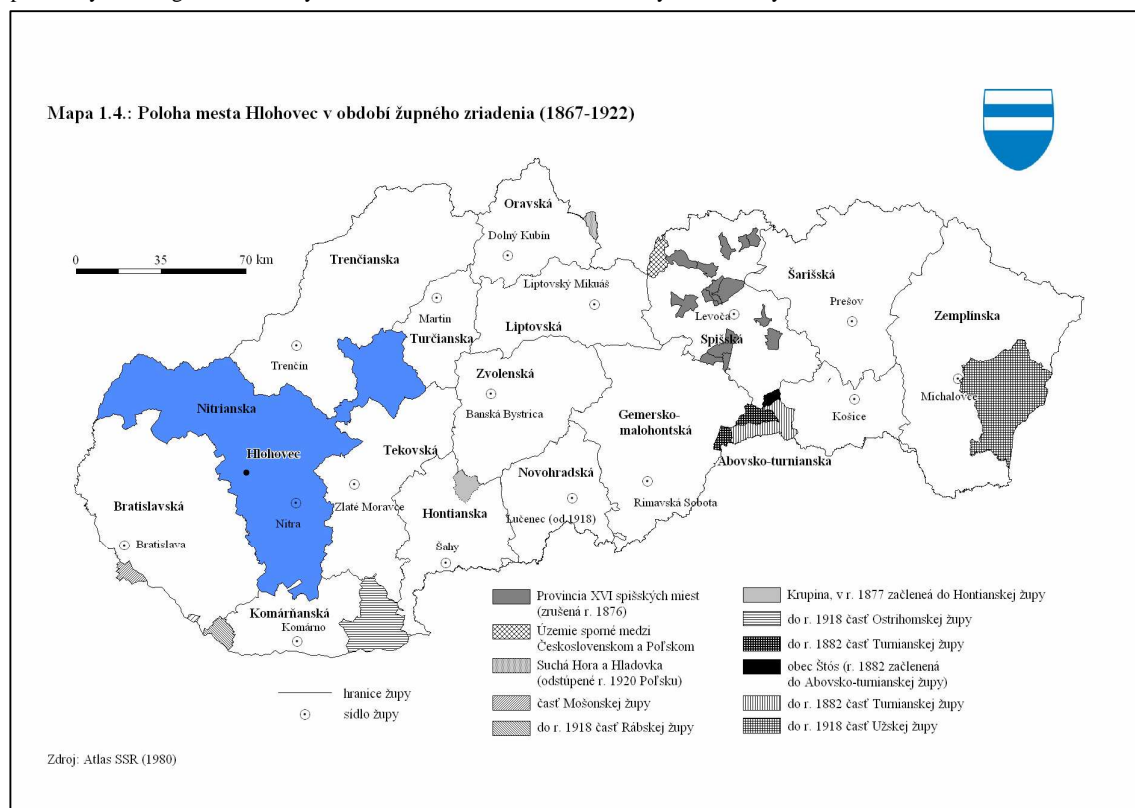 Mapa 1.4.: Poloha mesta Hlohovec v období župného zriadenia (1867-1922)
0 35 70 km
Oravská
Dolný Kubín
Trenčianska
Liptovský Mikuáš
Šarišská
Prešov
Martin
Levoča
Zemplínska
Turčianska
Liptovská
Spišská
Trenčín
Zvolenská
Michalovce
Banská Bystrica
Košice
Nitrianska
Gemersko-
malohontská
Tekovská
Hlohovec
Novohradská
Abovsko-turnianska
Zlaté Moravce
Rimavská Sobota
Bratislavská
Nitra
Hontianska
Lučenec (od 1918)
Bratislava
Šahy
Komárňanská
Komárno
Provincia XVI spišských miest
(zrušená r. 1876)
Územie sporné medzi
Československom a Poľskom
Suchá Hora a Hladovka
(odstúpené r. 1920 Poľsku)
časť Mošonskej župy
do r. 1918 časť Rábskej župy
Krupina, v r. 1877 začlená do Hontianskej župy
do r. 1918 Ostrihomskej župy
do r. 1882 časť Turnianskej župy
obec Štós (r. 1882 začlenená
do Abovsko-turnianskej župy)
do r. 1882 časť Turnianskej župy
do r. 1918 časť Užskej župy
hranice župy
sídlo župy
Zdroj: Atlas SSR (1980)